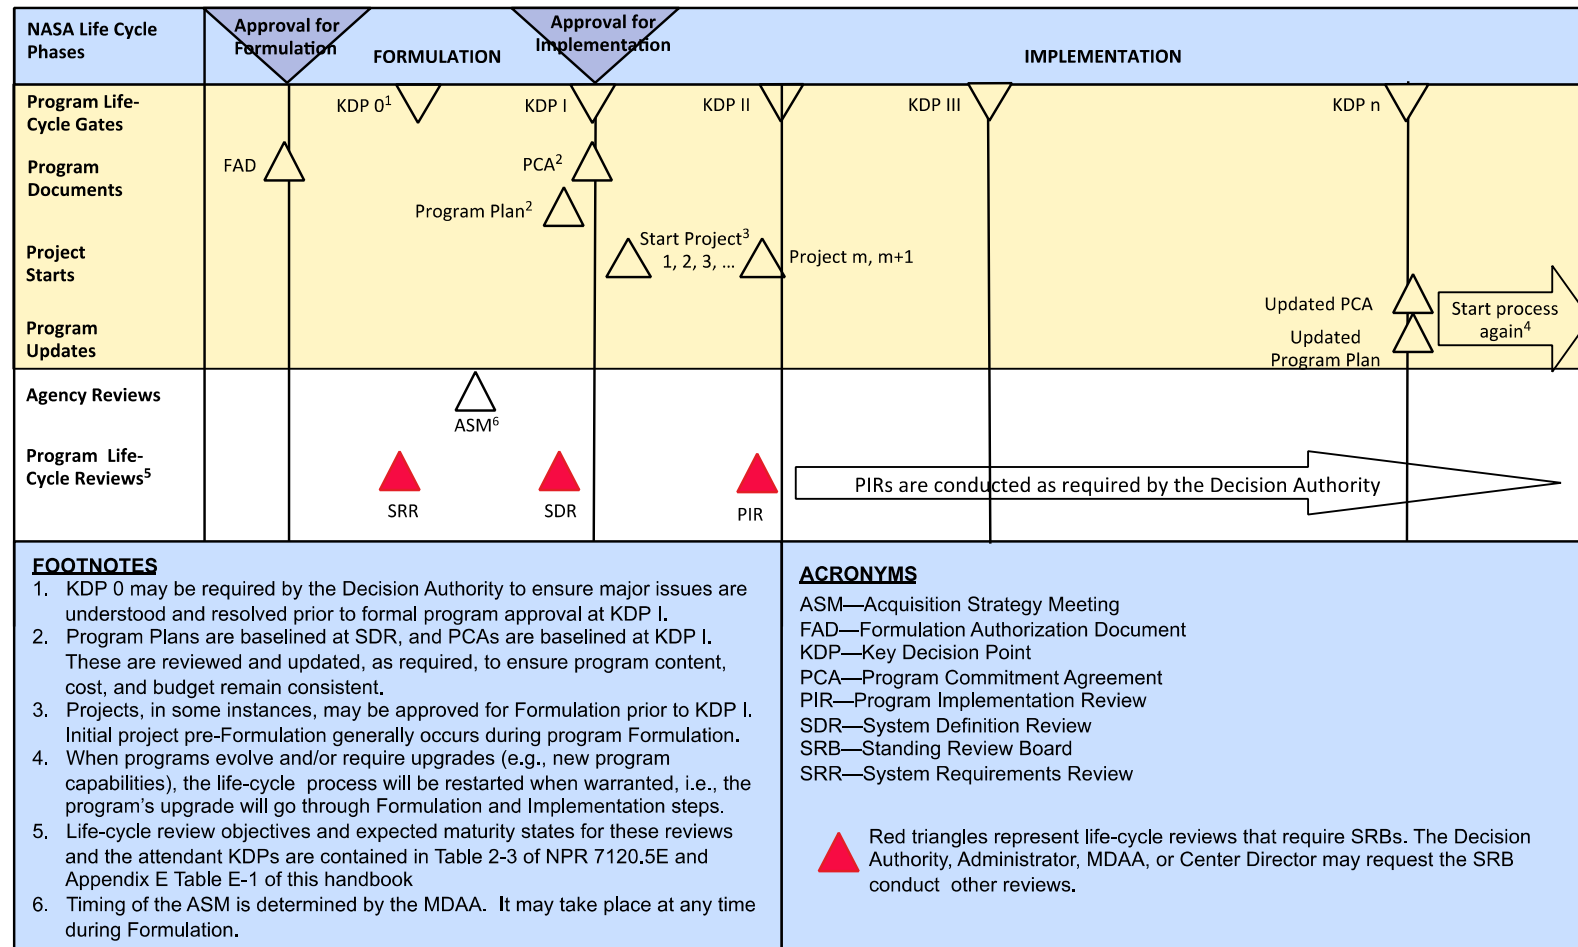 NASA Life Cycle
Phases
Approval for
Formulation
FORMULATION
Approval for
Implementation
IMPLEMENTATION
Program Life-
Cycle Gates
KDP 0¹
KDP I
KDP II
KDP III
KDP n
Program
Documents
FAD
PCA²
Program Plan²
Project
Starts
Start Project³
1, 2, 3, …
Project m, m+1
Program
Updates
Updated PCA
Updated
Program Plan
Start process
again⁴
Agency Reviews
ASM⁶
Program Life-
Cycle Reviews⁵
SRR
SDR
PIR
PIRs are conducted as required by the Decision Authority
FOOTNOTES
1. KDP 0 may be required by the Decision Authority to ensure major issues are
understood and resolved prior to formal program approval at KDP I.
2. Program Plans are baselined at SDR, and PCAs are baselined at KDP I.
These are reviewed and updated, as required, to ensure program content,
cost, and budget remain consistent.
3. Projects, in some instances, may be approved for Formulation prior to KDP I.
Initial project pre-Formulation generally occurs during program Formulation.
4. When programs evolve and/or require upgrades (e.g., new program
capabilities), the life-cycle process will be restarted when warranted, i.e., the
program's upgrade will go through Formulation and Implementation steps.
5. Life-cycle review objectives and expected maturity states for these reviews
and the attendant KDPs are contained in Table 2-3 of NPR 7120.5E and
Appendix E Table E-1 of this handbook
6. Timing of the ASM is determined by the MDAA. It may take place at any time
during Formulation.
ACRONYMS
ASM—Acquisition Strategy Meeting
FAD—Formulation Authorization Document
KDP—Key Decision Point
PCA—Program Commitment Agreement
PIR—Program Implementation Review
SDR—System Definition Review
SRB—Standing Review Board
SRR—System Requirements Review
Red triangles represent life-cycle reviews that require SRBs. The Decision
Authority, Administrator, MDAA, or Center Director may request the SRB
conduct other reviews.